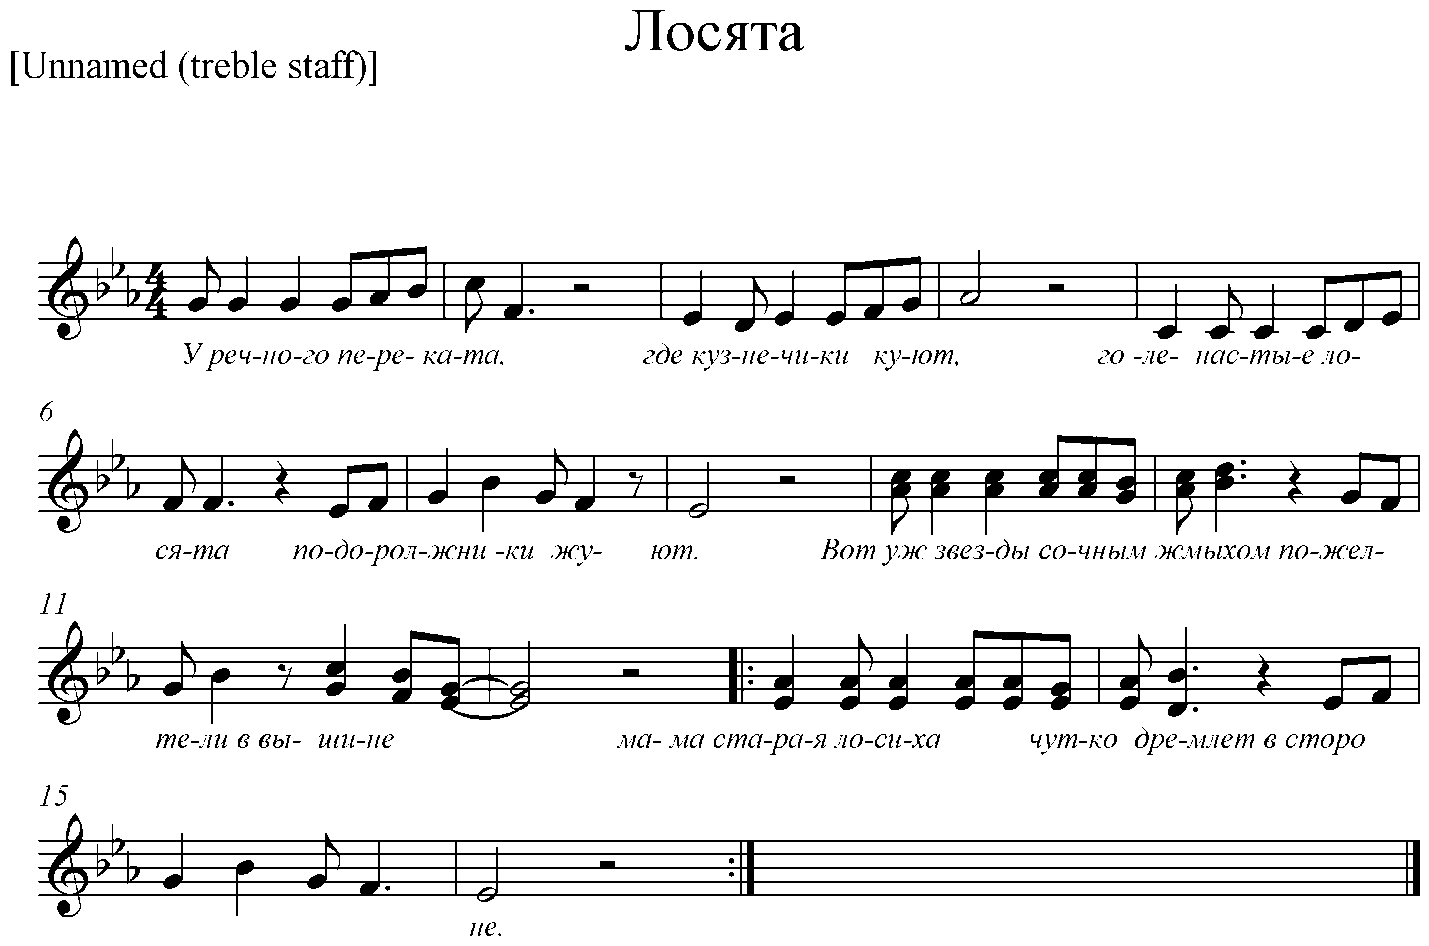 Лосята
[Unnamed (treble staff)]
У реч-но-го пе-ре- ка-та, где куз-не-чи-ки ку-ют, го -ле- нас-ты-е ло-
6
ся-та по-до-рол-жни -ки жу- ют. Вот уж звез-ды со-чным жмыхом по-жел-
11
те-ли в вы- ши-не ма- ма ста-ра-я ло-си-ха чут-ко дре-млет в сторо
15
не.